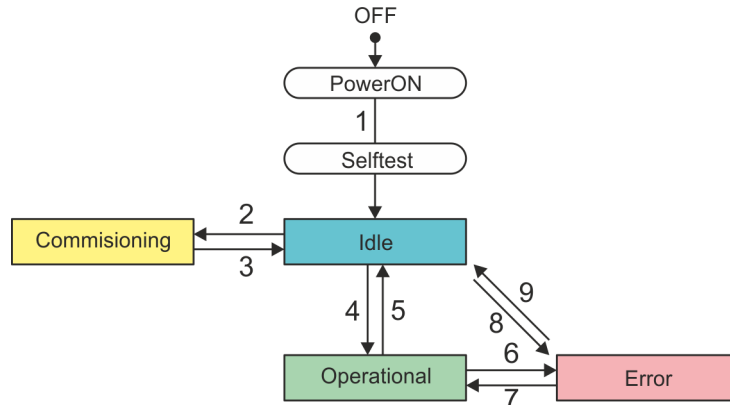 OFF
PowerON
1
Selftest
2
Commisioning
Idle
3
9
4
5
8
6
Operational
Error
7